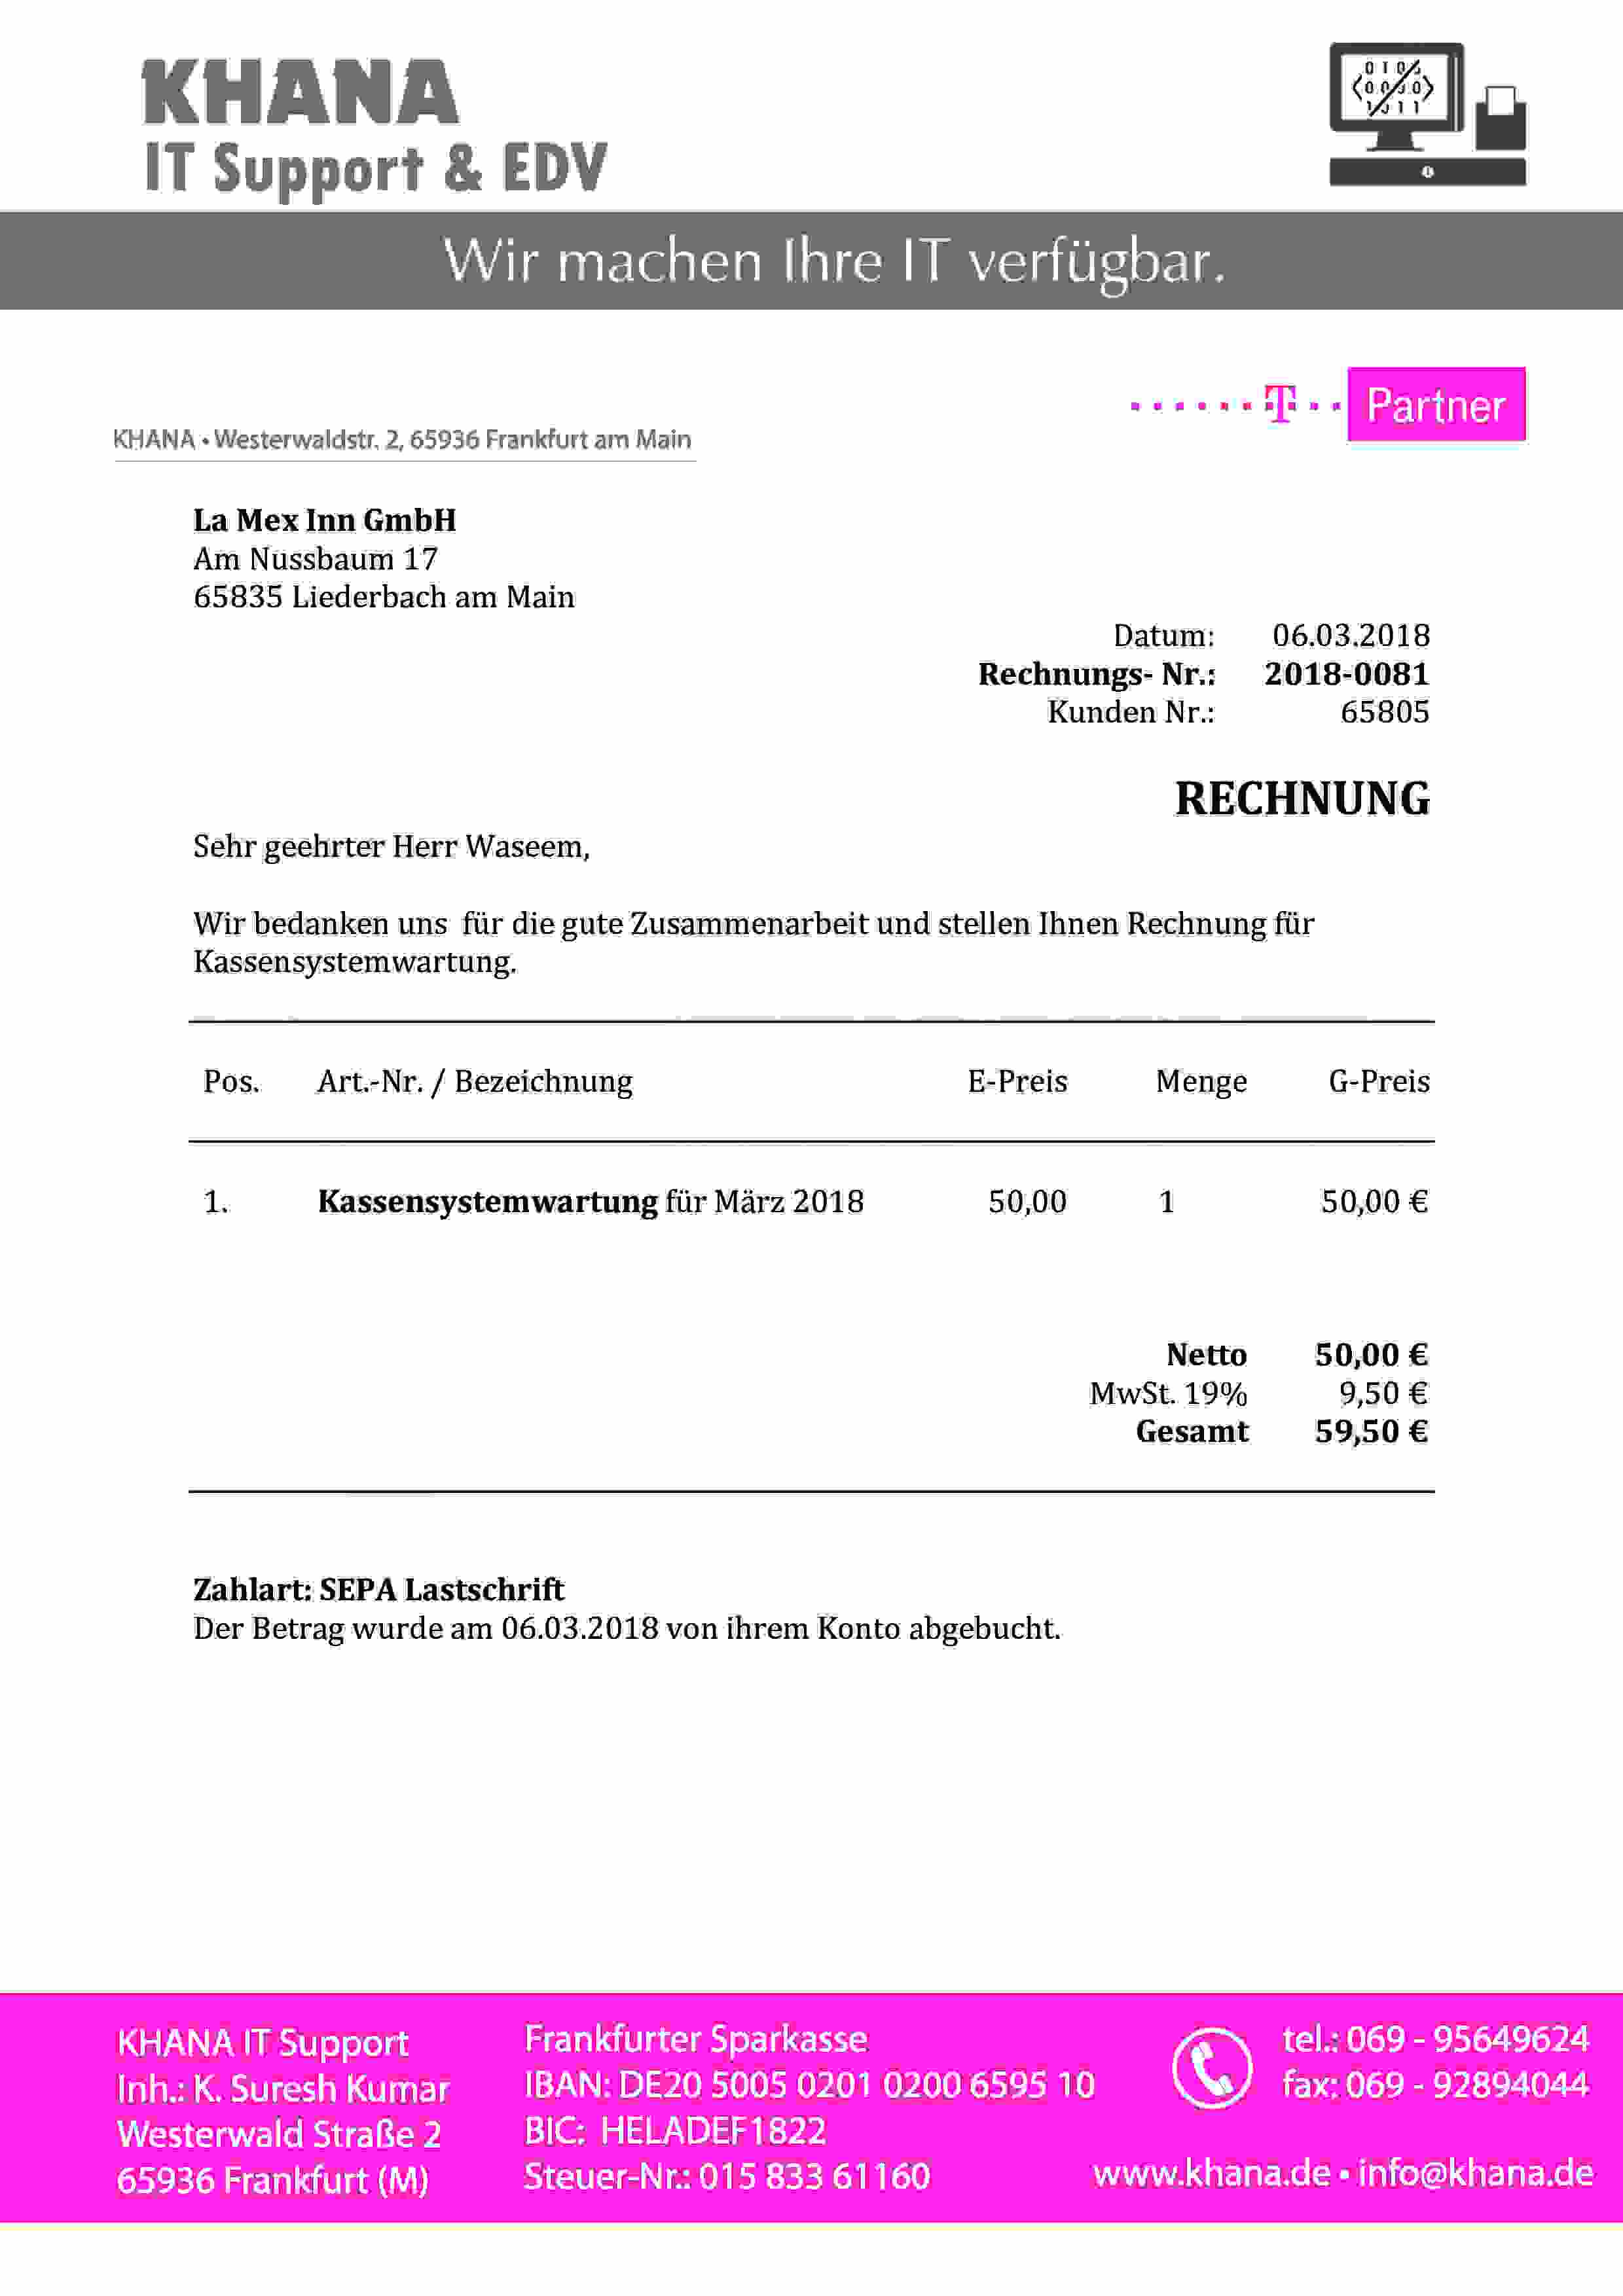 KHANA
IT Support & EDV
Wir machen Ihre IT verfügbar.
T Partner
KHANA • Westerwaldstr. 2, 65936 Frankfurt am Main
La Mex Inn GmbH
Am Nussbaum 17
65835 Liederbach am Main
Datum: 06.03.2018
Rechnungs- Nr.: 2018-0081
Kunden Nr.: 65805
RECHNUNG
Sehr geehrter Herr Waseem,
Wir bedanken uns für die gute Zusammenarbeit und stellen Ihnen Rechnung für
Kassensystemwartung.
Pos. Art.-Nr. / Bezeichnung E-Preis Menge G-Preis
1. Kassensystemwartung für März 2018 50,00 1 50,00 €
Netto 50,00 €
MwSt. 19% 9,50 €
Gesamt 59,50 €
Zahlart: SEPA Lastschrift
Der Betrag wurde am 06.03.2018 von ihrem Konto abgebucht.
KHANA IT Support
Inh.: K. Suresh Kumar
Westerwald Straße 2
65936 Frankfurt (M)
Frankfurter Sparkasse
IBAN: DE20 5005 0201 0200 6595 10
BIC: HELADEF1822
Steuer-Nr.: 015 833 61160
tel.: 069 - 95649624
fax: 069 - 92894044
www.khana.de • info@khana.de